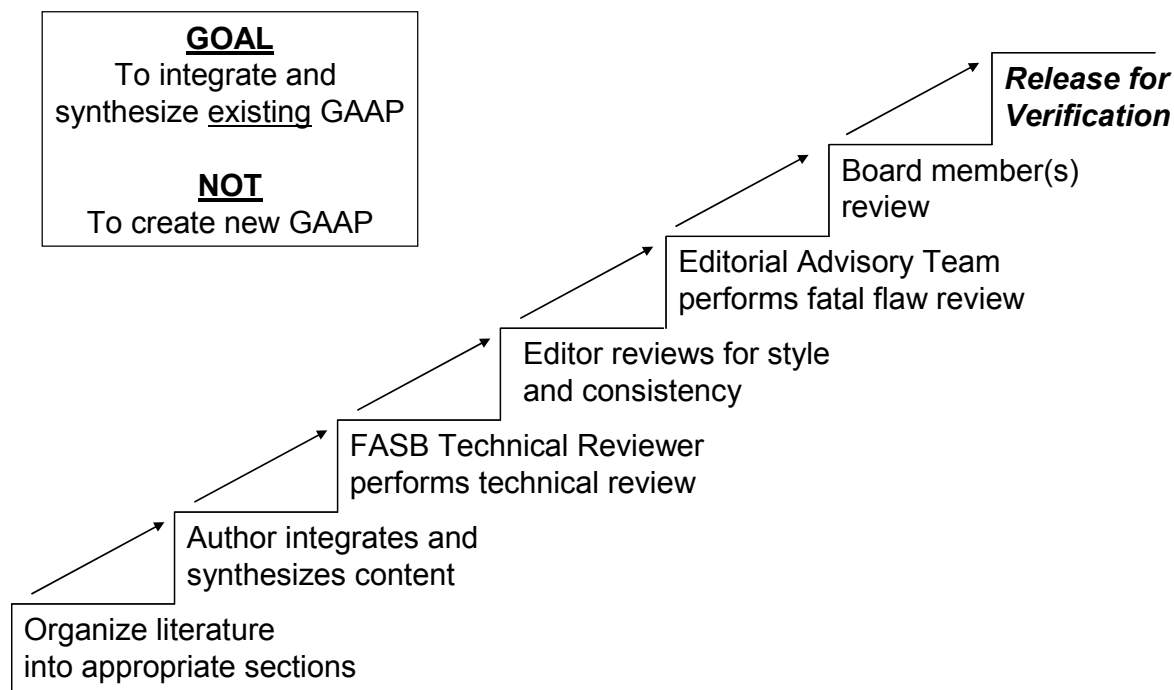 GOAL
To integrate and
synthesize existing GAAP
NOT
To create new GAAP
Release for
Verification
Board member(s)
review
Editorial Advisory Team
performs fatal flaw review
Editor reviews for style
and consistency
FASB Technical Reviewer
performs technical review
Author integrates and
synthesizes content
Organize literature
into appropriate sections